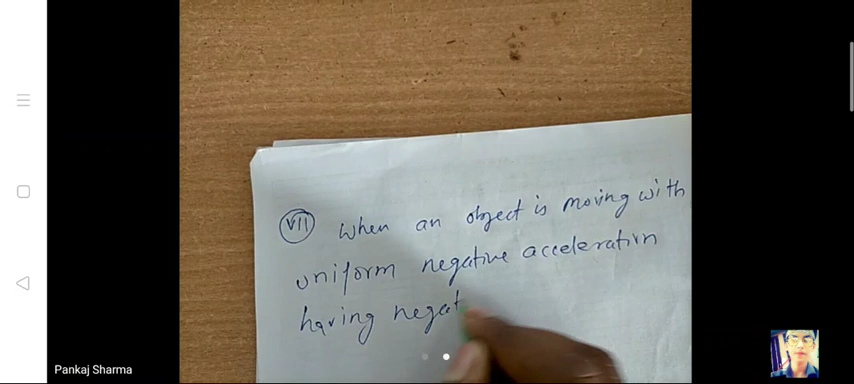 VII When an object is moving with
uniform negative acceleration
having negat
Pankaj Sharma